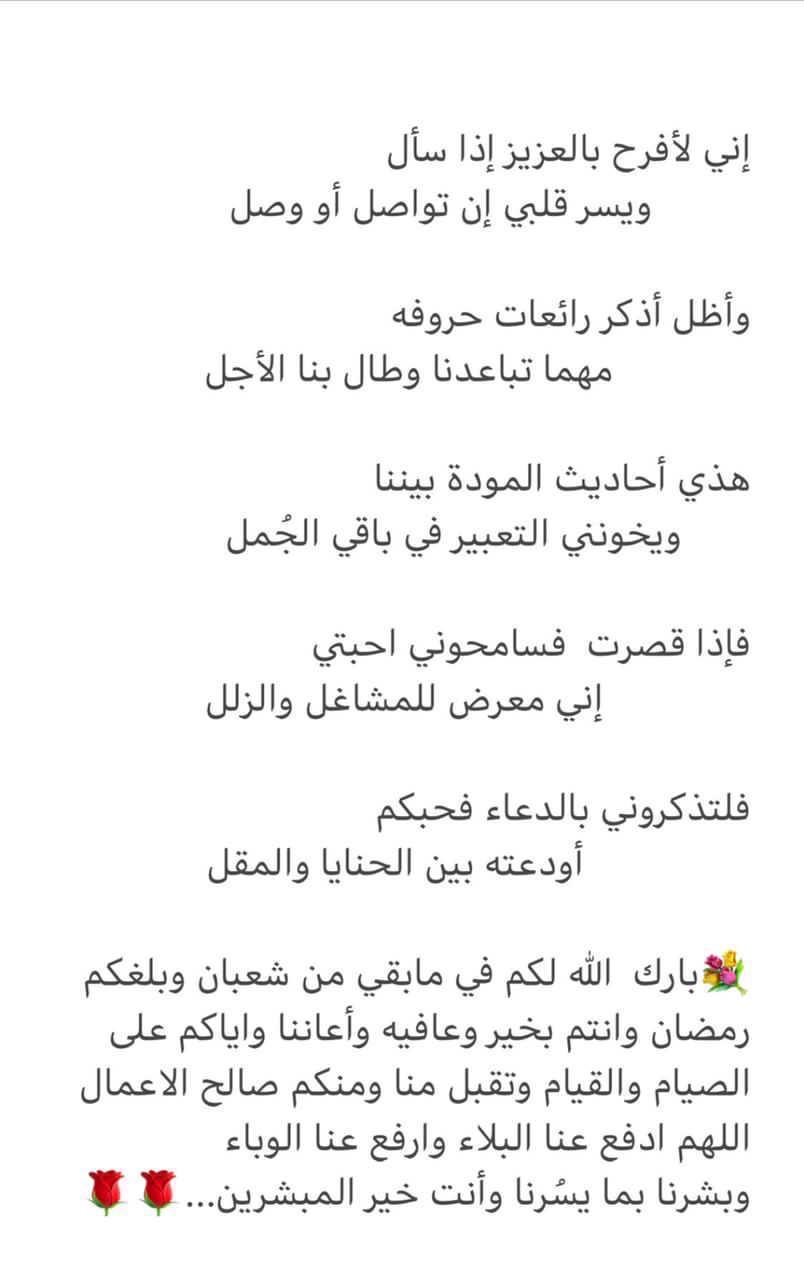 إني لأفرح بالعزيز إذا سأل
ويسر قلبي إن تواصل أو وصل
وأظل أذكر رائعات حروفه
مهما تباعدنا وطال بنا الأجل
هذي أحاديث المودة بيننا
ويخونني التعبير في باقي الجُمل
فإذا قصرت  فسامحوني احبتي
إني معرض للمشاغل والزلل
فلتذكروني بالدعاء فحبكم
أودعته بين الحنايا والمقل
💐بارك  الله لكم في مابقي من شعبان وبلغكم
رمضان وانتم بخير وعافيه وأعاننا واياكم على
الصيام والقيام وتقبل منا ومنكم صالح الاعمال
اللهم ادفع عنا البلاء وارفع عنا الوباء
وبشرنا بما يسُرنا وأنت خير المبشرين...🌹🌹